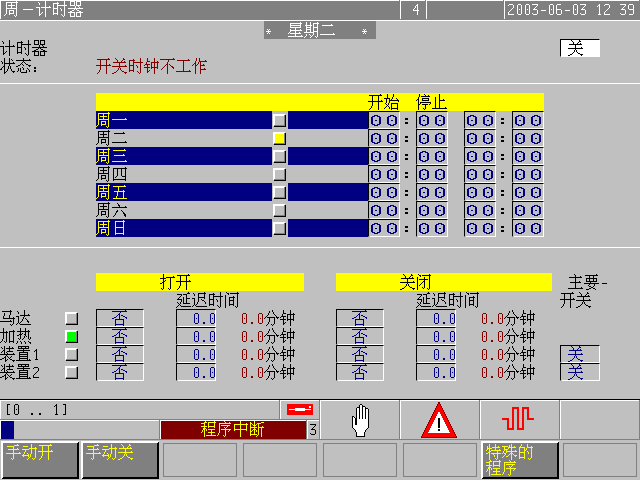 周－计时器 4 2003-06-03 12 39
* 星期二 *
计时器 关
状态： 开关时钟不工作
开始 停止
周一 00:00 00:00
周二 00:00 00:00
周三 00:00 00:00
周四 00:00 00:00
周五 00:00 00:00
周六 00:00 00:00
周日 00:00 00:00
打开 关闭 主要-
延迟时间 延迟时间 开关
马达 否 0.0 0.0分钟 否 0.0 0.0分钟
加热 否 0.0 0.0分钟 否 0.0 0.0分钟
装置1 否 0.0 0.0分钟 否 0.0 0.0分钟 关
装置2 否 0.0 0.0分钟 否 0.0 0.0分钟 关
[0 .. 1]
程序中断 3
手动开 手动关 特殊的
程序